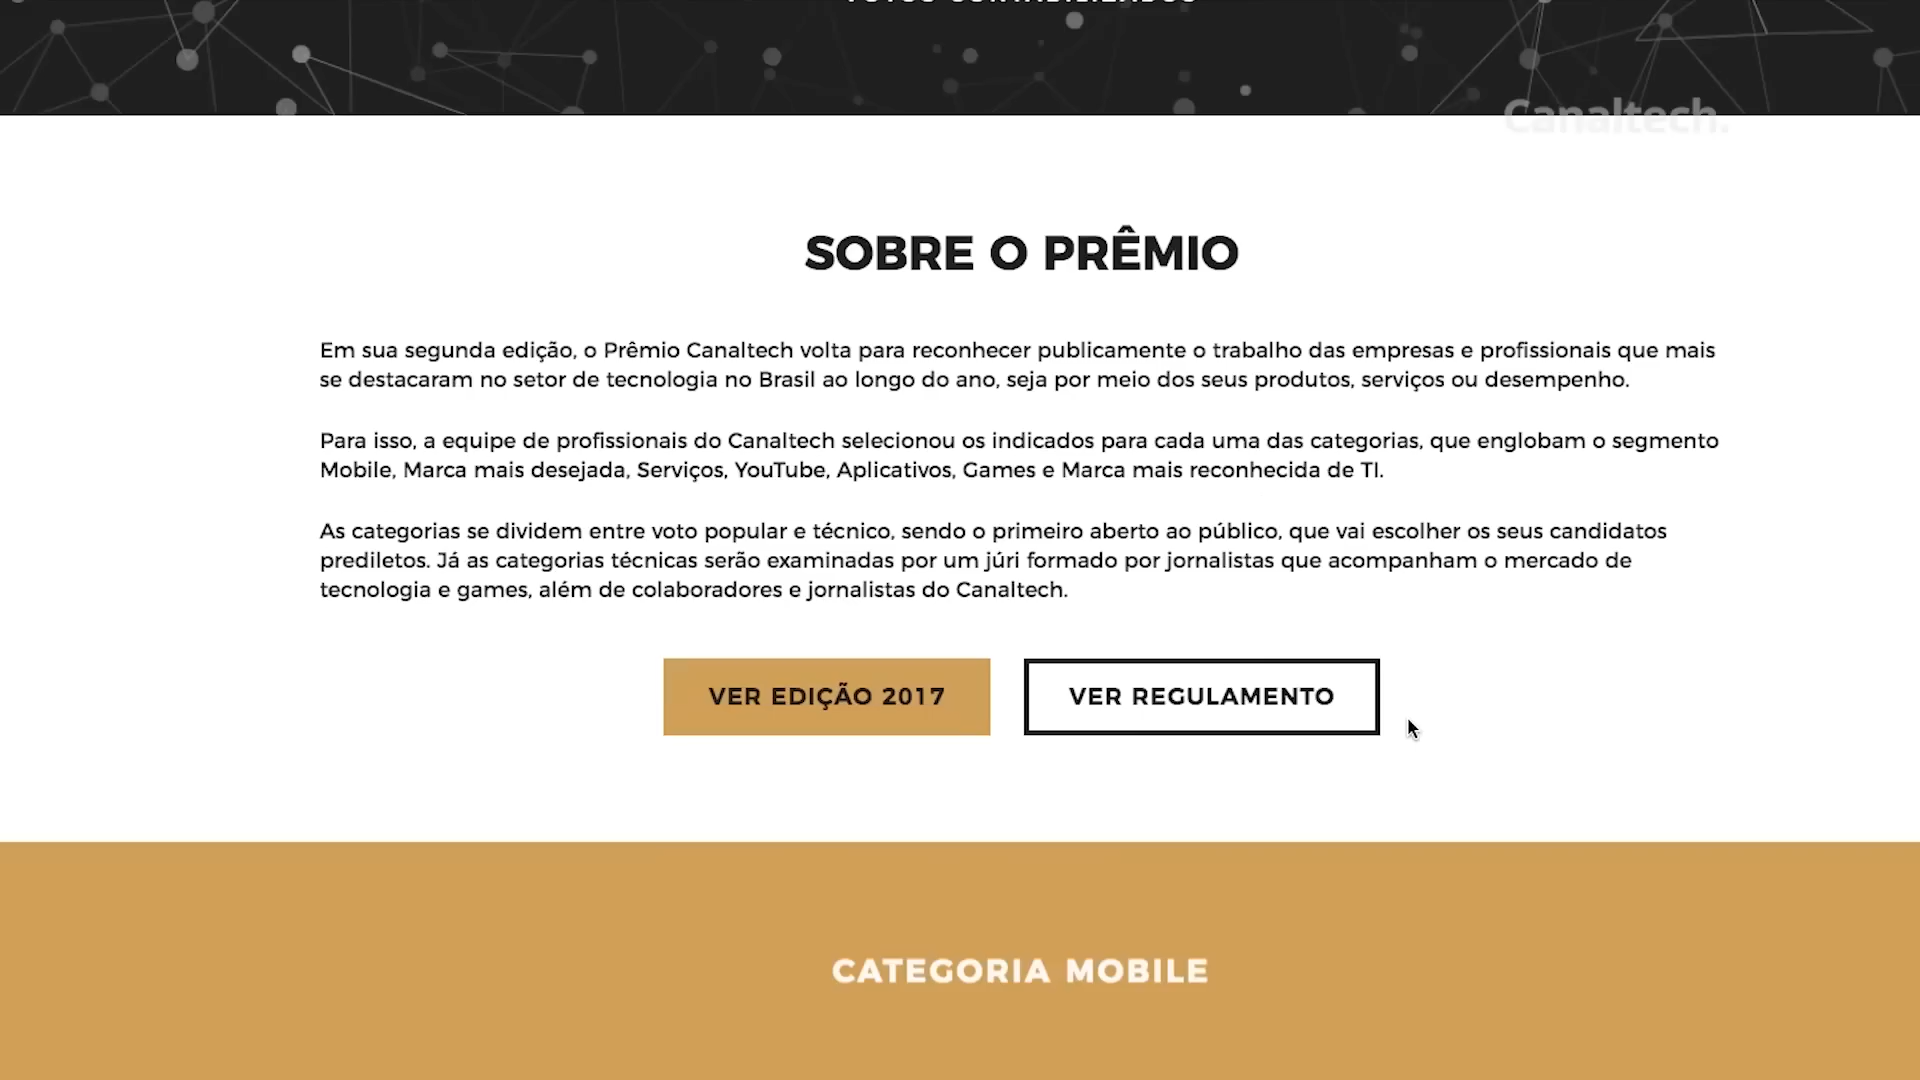 Canaltech.
SOBRE O PRÊMIO
Em sua segunda edição, o Prêmio Canaltech volta para reconhecer publicamente o trabalho das empresas e profissionais que mais
se destacaram no setor de tecnologia no Brasil ao longo do ano, seja por meio dos seus produtos, serviços ou desempenho.
Para isso, a equipe de profissionais do Canaltech selecionou os indicados para cada uma das categorias, que englobam o segmento
Mobile, Marca mais desejada, Serviços, YouTube, Aplicativos, Games e Marca mais reconhecida de TI.
As categorias se dividem entre voto popular e técnico, sendo o primeiro aberto ao público, que vai escolher os seus candidatos
prediletos. Já as categorias técnicas serão examinadas por um júri formado por jornalistas que acompanham o mercado de
tecnologia e games, além de colaboradores e jornalistas do Canaltech.
VER EDIÇÃO 2017
VER REGULAMENTO
CATEGORIA MOBILE